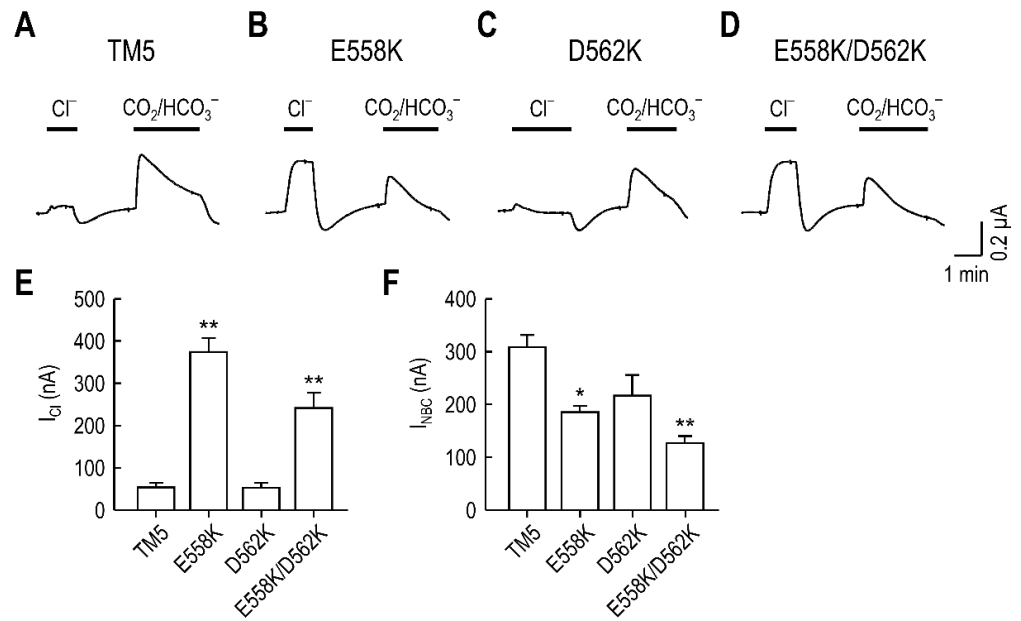 A
B
C
D
TM5
E558K
D562K
E558K/D562K
Cl⁻ CO₂/HCO₃⁻
Cl⁻ CO₂/HCO₃⁻
Cl⁻ CO₂/HCO₃⁻
Cl⁻ CO₂/HCO₃⁻
0.2 μA
1 min
E
I_Cl (nA)
500
400
300
200
100
0
**
**
TM5
E558K
D562K
E558K/D562K
F
I_NBC (nA)
400
300
200
100
0
*
**
TM5
E558K
D562K
E558K/D562K